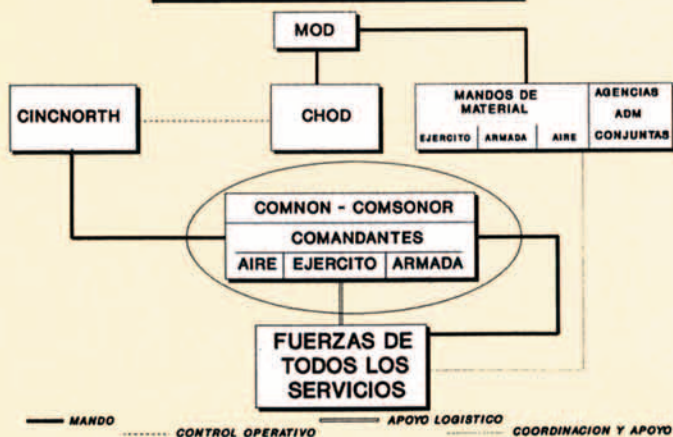 MOD
CINCNORTH
CHOD
MANDOS DE
MATERIAL
EJERCITO ARMADA AIRE
AGENCIAS
ADM
CONJUNTAS
COMNON - COMSONOR
COMANDANTES
AIRE EJERCITO ARMADA
FUERZAS DE
TODOS LOS
SERVICIOS
MANDO
APOYO LOGISTICO
CONTROL OPERATIVO
COORDINACION Y APOYO